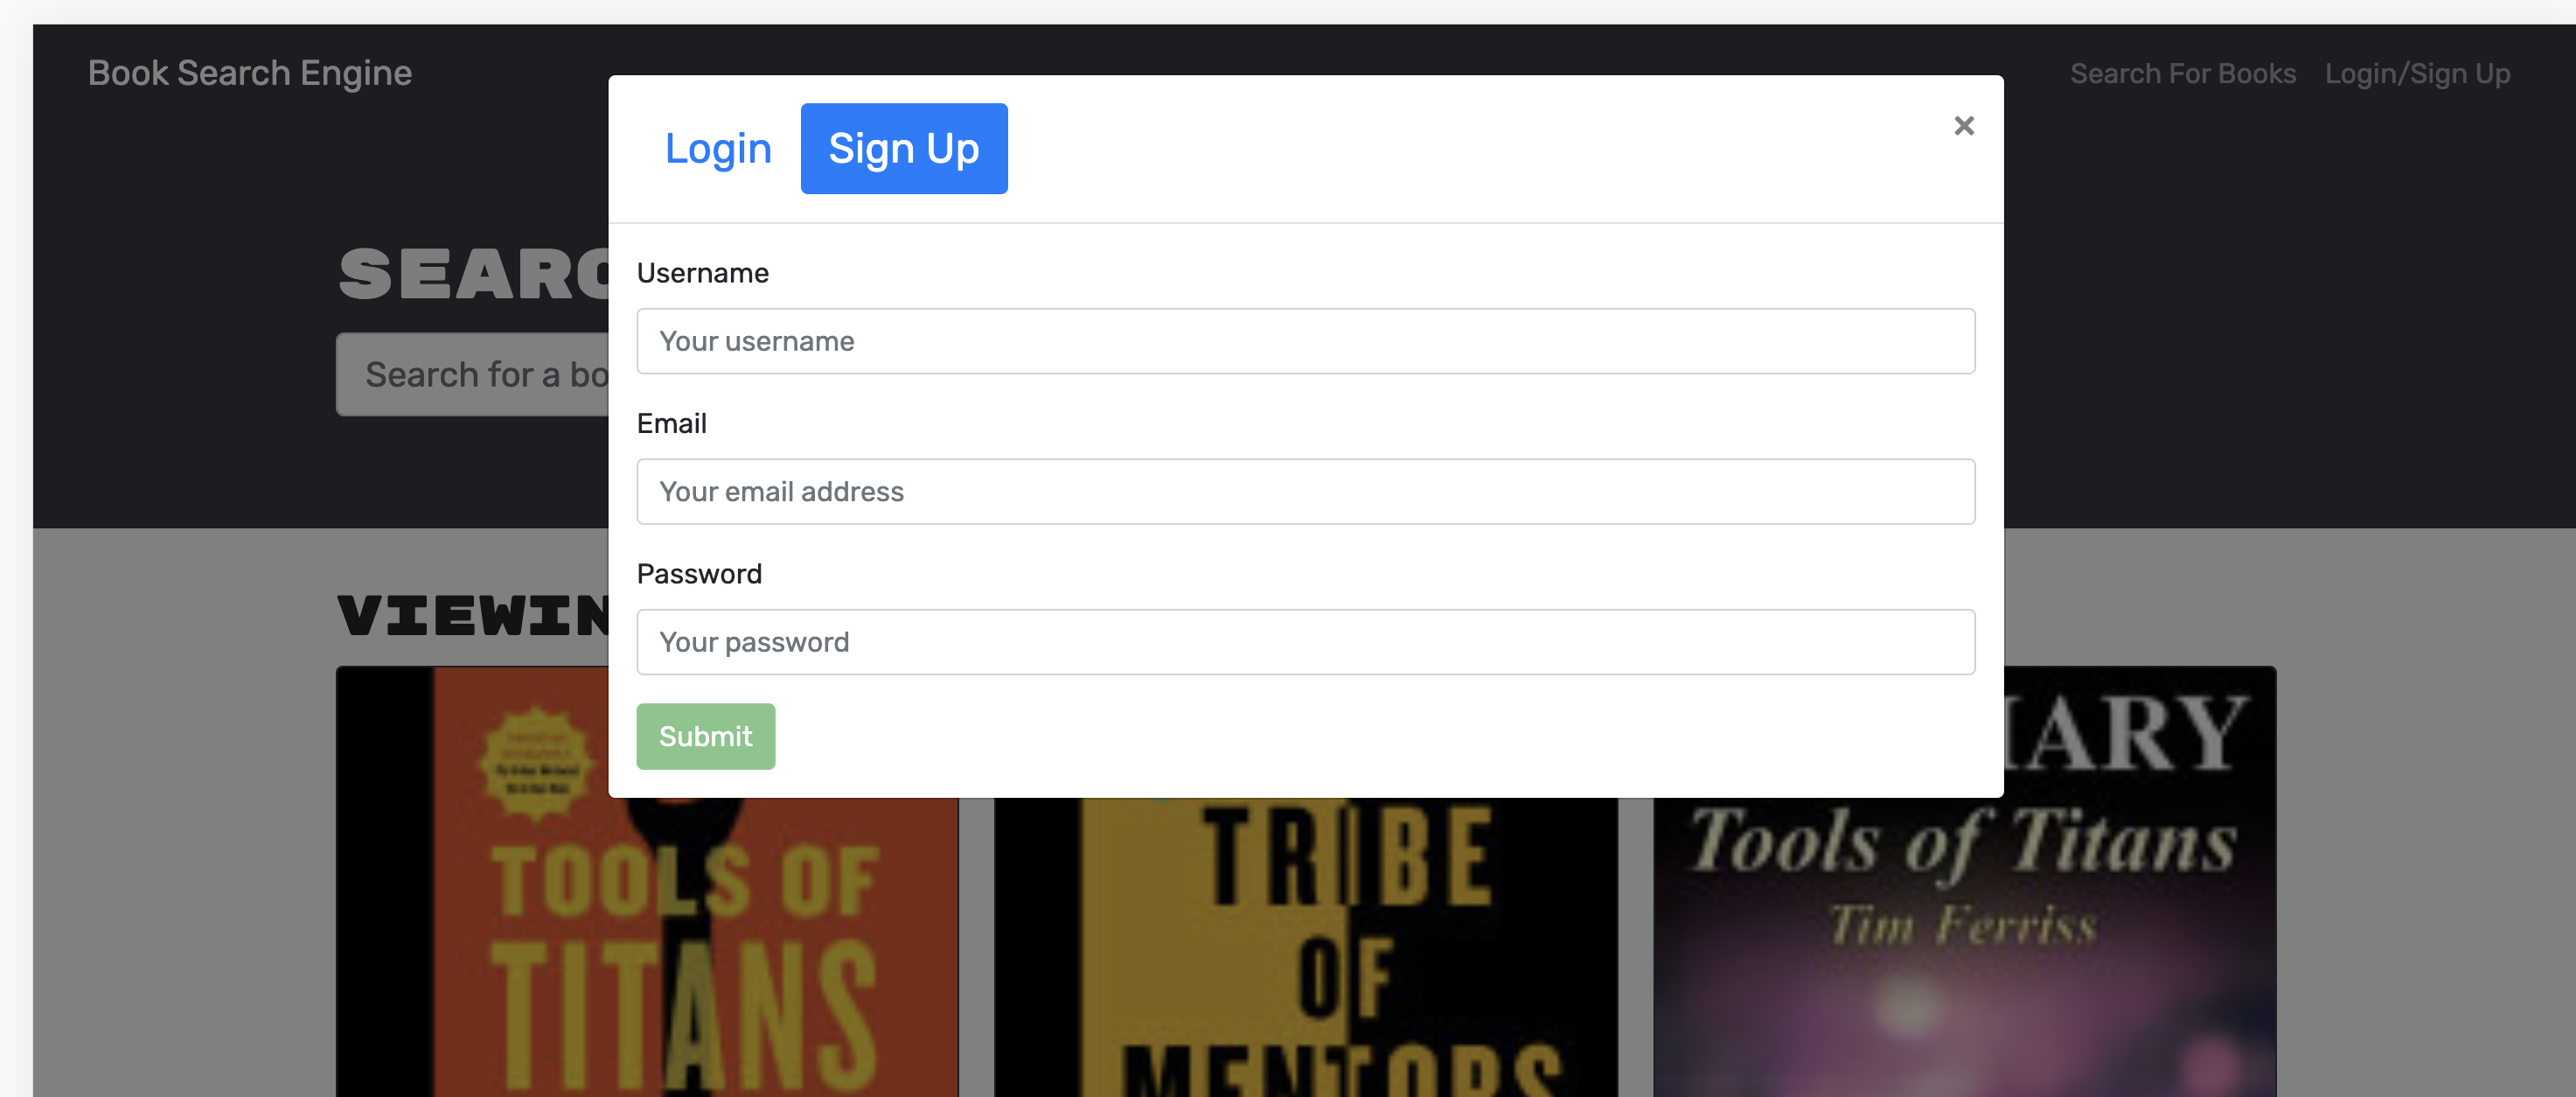 Book Search Engine
Search For Books Login/Sign Up
Login Sign Up ×
SEARC
Username
Your username
Search for a bo
Email
Your email address
Password
VIEWIN
Your password
Submit
TOOLS OF
TITANS
TRIBE
OF
MENTORS
ARY
Tools of Titans
Tim Ferriss